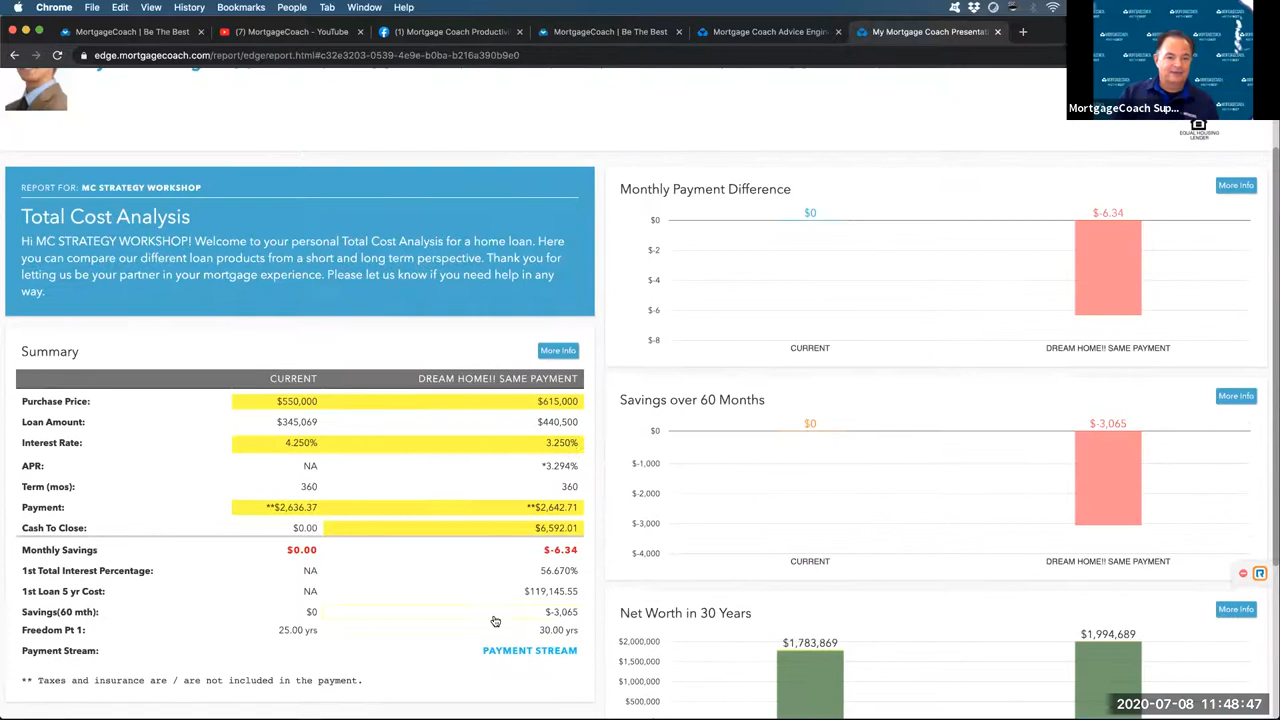 Chrome File Edit View History Bookmarks People Tab Window Help
MortgageCoach | Be The Best × (7) MortgageCoach - YouTube × (1) Mortgage Coach Producti × MortgageCoach | Be The Best × MortgageCoach Advice Engin × My Mortgage Coach Presentati × +
edge.mortgagecoach.com/report/edgereport.html#c32e3203-0539-4e9e-b0ba-b216a390b9e0
MortgageCoach Sup...
EQUAL HOUSING
LENDER
REPORT FOR: MC STRATEGY WORKSHOP
Total Cost Analysis
Hi MC STRATEGY WORKSHOP! Welcome to your personal Total Cost Analysis for a home loan. Here
you can compare our different loan products from a short and long term perspective. Thank you for
letting us be your partner in your mortgage experience. Please let us know if you need help in any
way.
Summary More Info
CURRENT DREAM HOME!! SAME PAYMENT
Purchase Price: $550,000 $615,000
Loan Amount: $345,069 $440,500
Interest Rate: 4.250% 3.250%
APR: NA *3.294%
Term (mos): 360 360
Payment: **$2,636.37 **$2,642.71
Cash To Close: $0.00 $6,592.01
Monthly Savings $0.00 $-6.34
1st Total Interest Percentage: NA 56.670%
1st Loan 5 yr Cost: NA $119,145.55
Savings(60 mth): $0 $-3,065
Freedom Pt 1: 25.00 yrs 30.00 yrs
Payment Stream: PAYMENT STREAM
** Taxes and insurance are / are not included in the payment.
Monthly Payment Difference More Info
$0 $-6.34
$0
$-2
$-4
$-6
$-8
CURRENT DREAM HOME!! SAME PAYMENT
Savings over 60 Months More Info
$0 $-3,065
$0
$-1,000
$-2,000
$-3,000
$-4,000
CURRENT DREAM HOME!! SAME PAYMENT
Net Worth in 30 Years More Info
$1,783,869 $1,994,689
$2,000,000
$1,500,000
$1,000,000
$500,000
2020-07-08 11:48:47